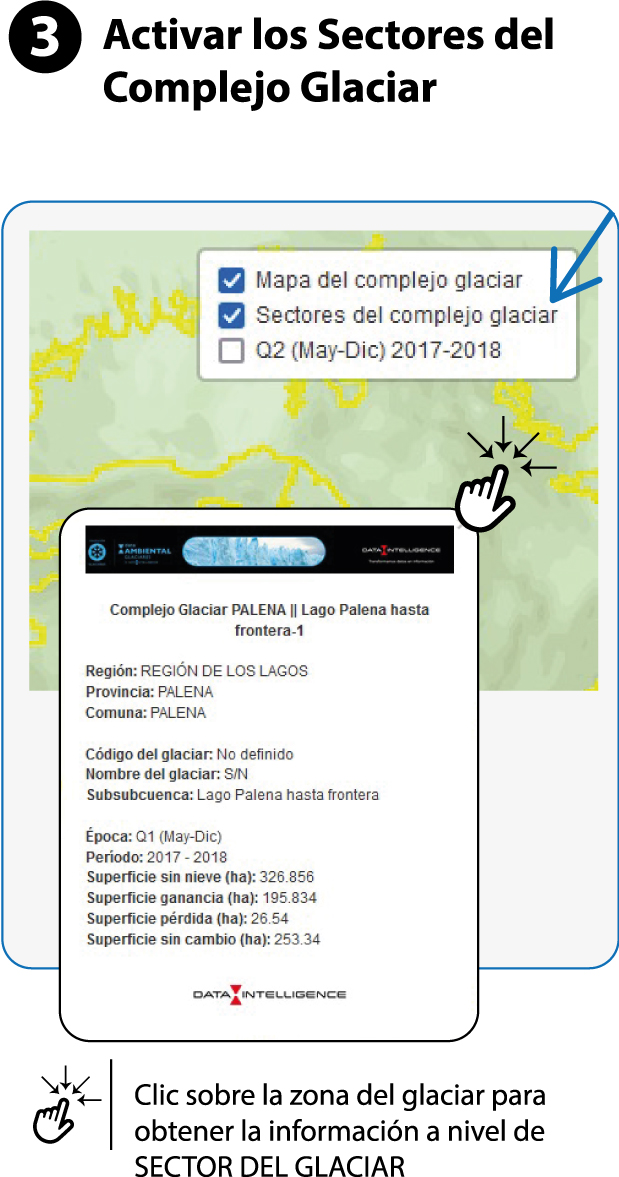 3 Activar los Sectores del
Complejo Glaciar
Mapa del complejo glaciar
Sectores del complejo glaciar
Q2 (May-Dic) 2017-2018
AMBIENTAL
GLACIARES
DATA INTELLIGENCE
Complejo Glaciar PALENA || Lago Palena hasta
frontera-1
Región: REGIÓN DE LOS LAGOS
Provincia: PALENA
Comuna: PALENA
Código del glaciar: No definido
Nombre del glaciar: S/N
Subsubcuenca: Lago Palena hasta frontera
Época: Q1 (May-Dic)
Período: 2017 - 2018
Superficie sin nieve (ha): 326.856
Superficie ganancia (ha): 195.834
Superficie pérdida (ha): 26.54
Superficie sin cambio (ha): 253.34
DATA INTELLIGENCE
Clic sobre la zona del glaciar para
obtener la información a nivel de
SECTOR DEL GLACIAR